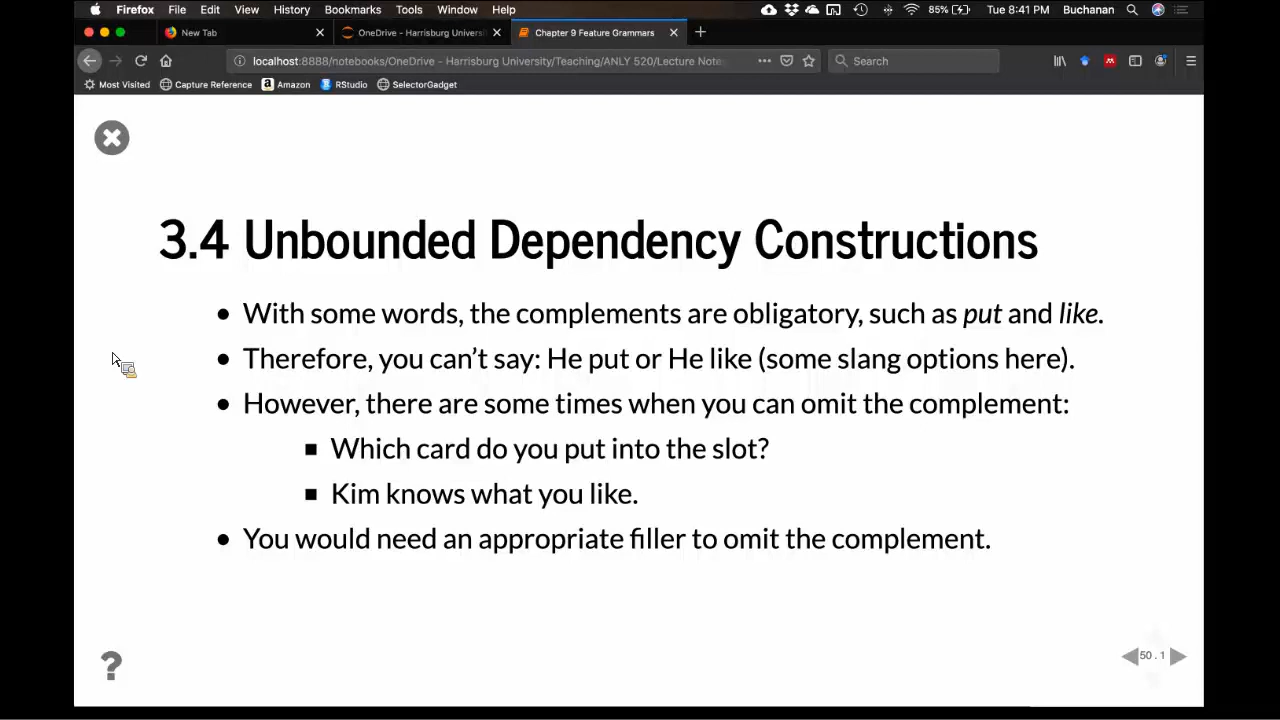 Firefox File Edit View History Bookmarks Tools Window Help 85% Tue 8:41 PM Buchanan
New Tab OneDrive - Harrisburg Universi Chapter 9 Feature Grammars
localhost:8888/notebooks/OneDrive - Harrisburg University/Teaching/ANLY 520/Lecture Notes Search
Most Visited Capture Reference Amazon RStudio SelectorGadget
3.4 Unbounded Dependency Constructions
• With some words, the complements are obligatory, such as put and like.
• Therefore, you can't say: He put or He like (some slang options here).
• However, there are some times when you can omit the complement:
▪ Which card do you put into the slot?
▪ Kim knows what you like.
• You would need an appropriate filler to omit the complement.
?
50 . 1